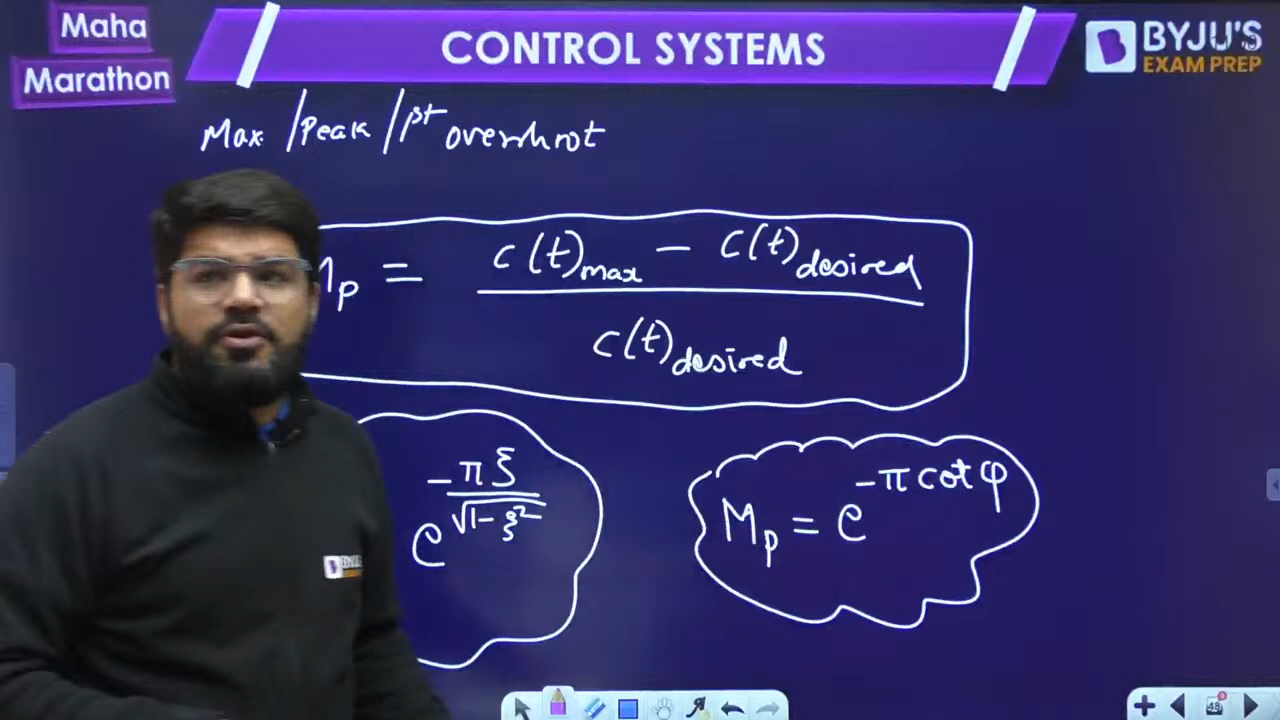 Maha
Marathon
CONTROL SYSTEMS
BYJU'S
EXAM PREP
Max. / Peak / 1st overshoot
p = c(t)max − c(t)desired / c(t)desired
e^(−πξ/√(1−ξ²))
Mp = e^(−π cot φ)
48